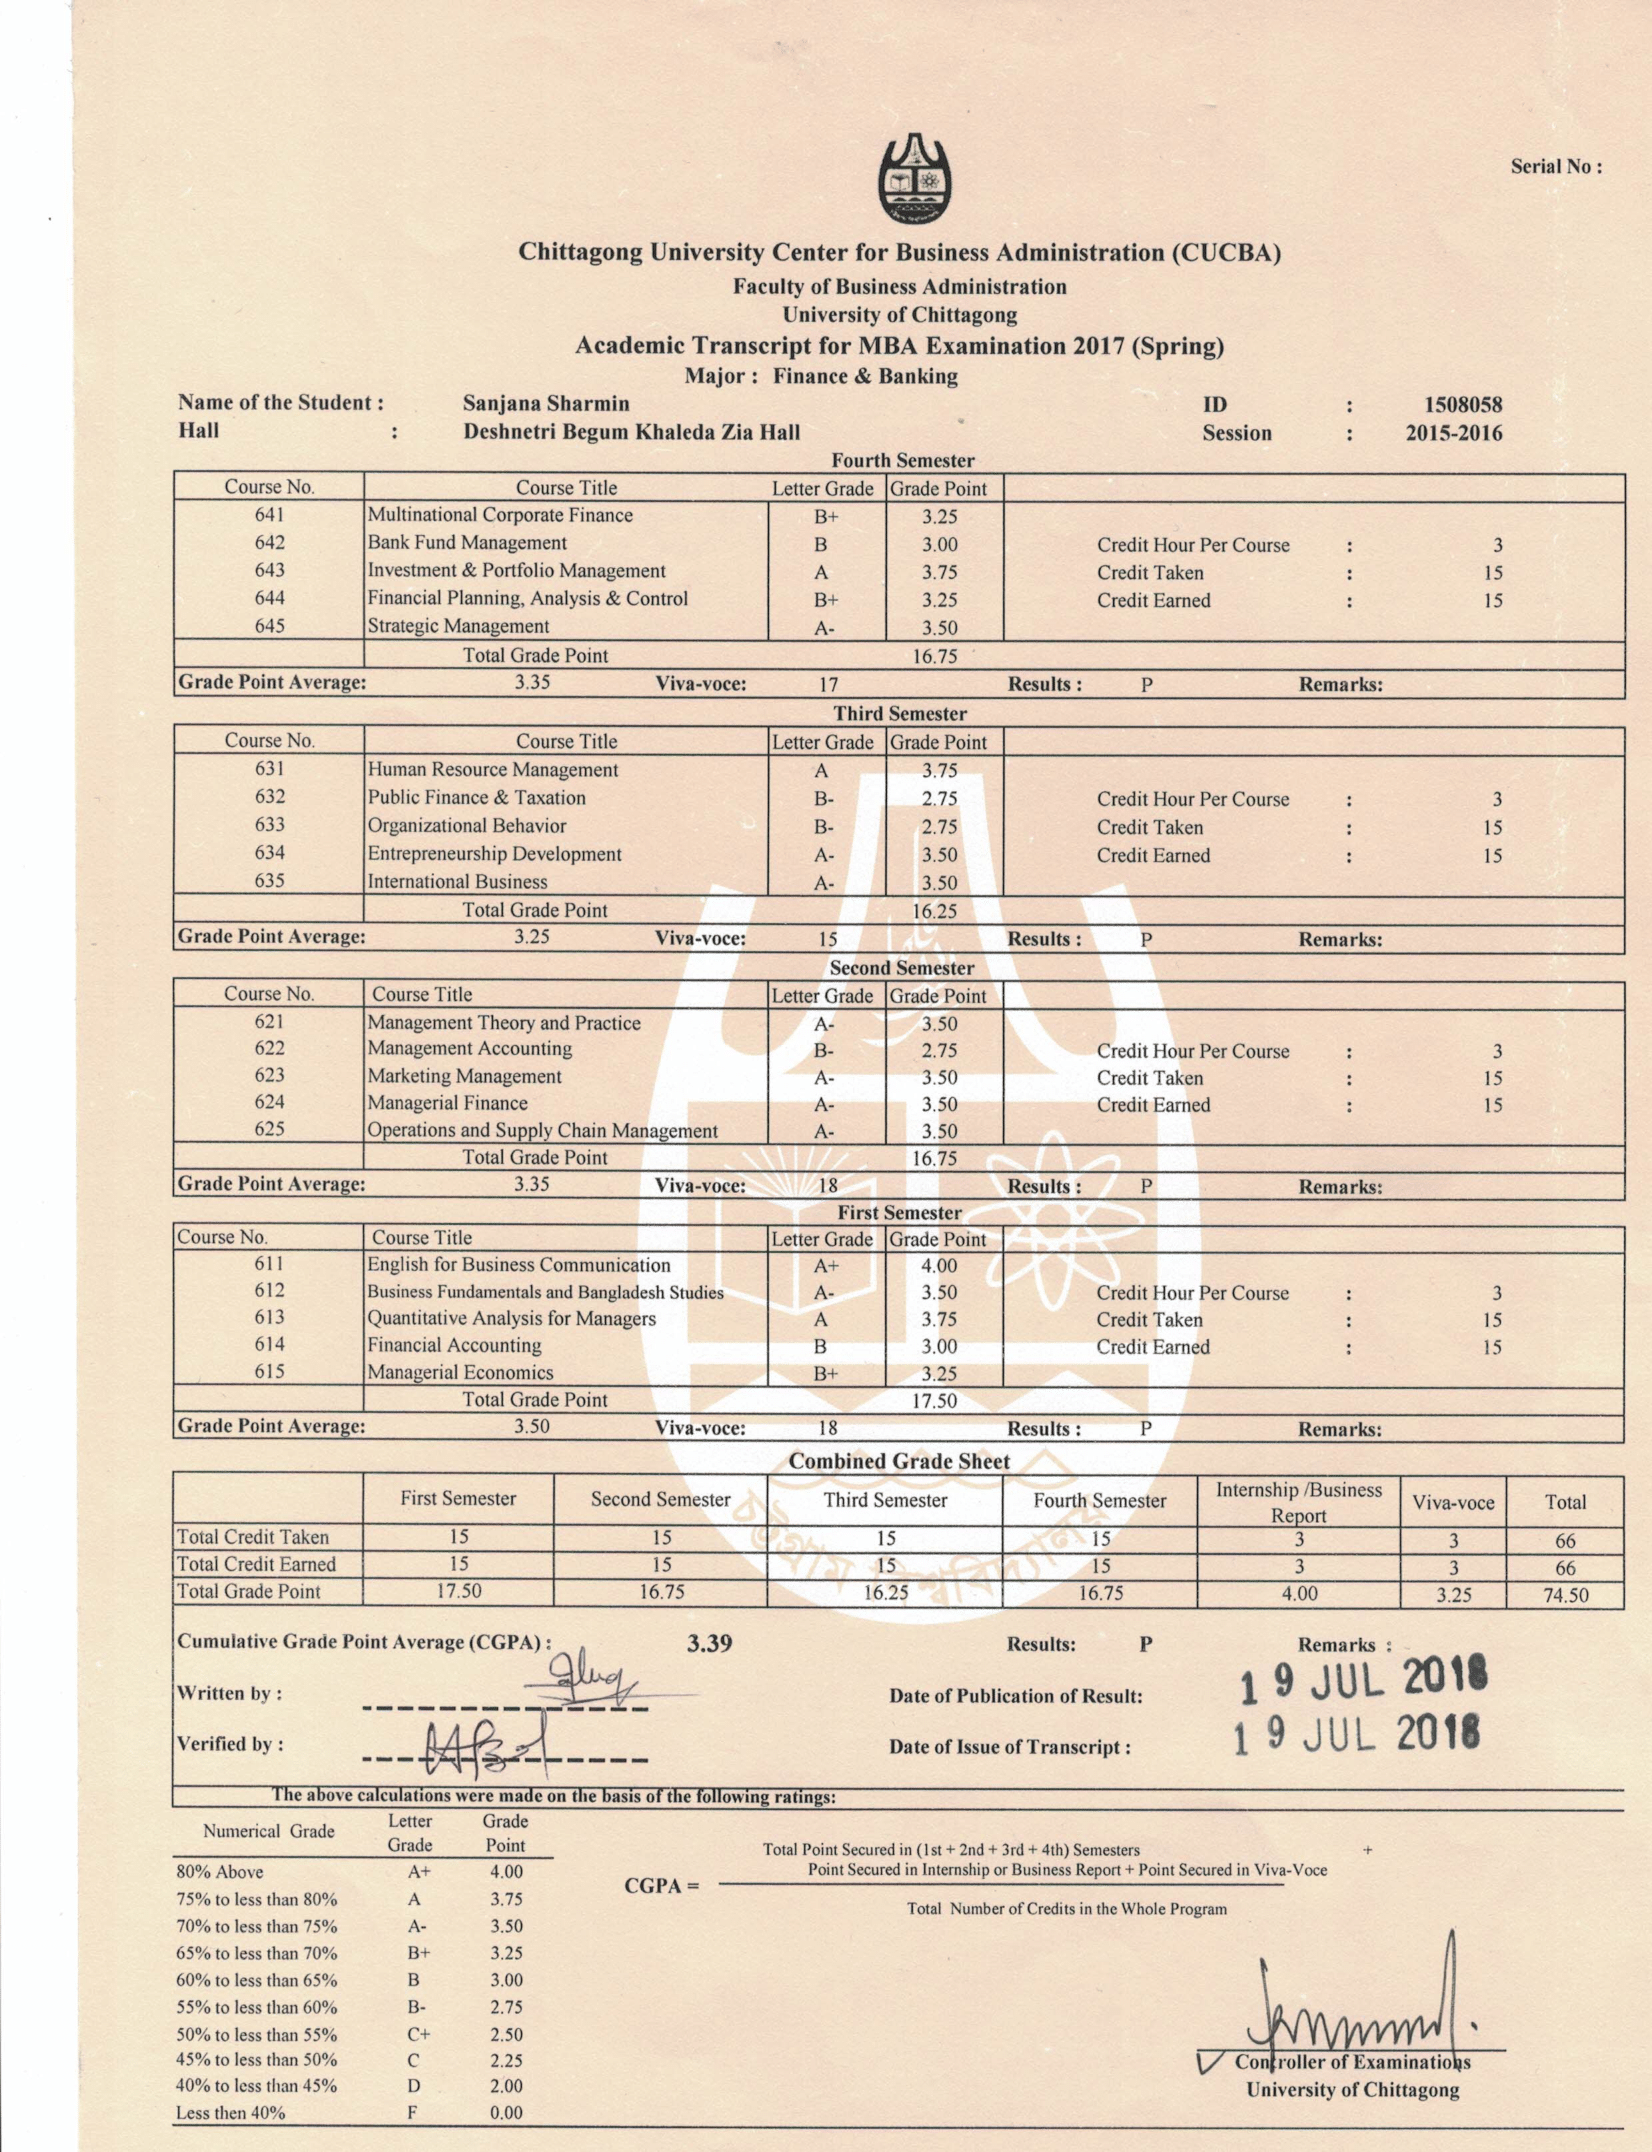 Serial No :
Chittagong University Center for Business Administration (CUCBA)
Faculty of Business Administration
University of Chittagong
Academic Transcript for MBA Examination 2017 (Spring)
Major : Finance & Banking
Name of the Student : Sanjana Sharmin ID : 1508058
Hall : Deshnetri Begum Khaleda Zia Hall Session : 2015-2016
Fourth Semester
Course No. Course Title Letter Grade Grade Point
641 Multinational Corporate Finance B+ 3.25
642 Bank Fund Management B 3.00 Credit Hour Per Course : 3
643 Investment & Portfolio Management A 3.75 Credit Taken : 15
644 Financial Planning, Analysis & Control B+ 3.25 Credit Earned : 15
645 Strategic Management A- 3.50
Total Grade Point 16.75
Grade Point Average: 3.35 Viva-voce: 17 Results : P Remarks:
Third Semester
Course No. Course Title Letter Grade Grade Point
631 Human Resource Management A 3.75
632 Public Finance & Taxation B- 2.75 Credit Hour Per Course : 3
633 Organizational Behavior B- 2.75 Credit Taken : 15
634 Entrepreneurship Development A- 3.50 Credit Earned : 15
635 International Business A- 3.50
Total Grade Point 16.25
Grade Point Average: 3.25 Viva-voce: 15 Results : P Remarks:
Second Semester
Course No. Course Title Letter Grade Grade Point
621 Management Theory and Practice A- 3.50
622 Management Accounting B- 2.75 Credit Hour Per Course : 3
623 Marketing Management A- 3.50 Credit Taken : 15
624 Managerial Finance A- 3.50 Credit Earned : 15
625 Operations and Supply Chain Management A- 3.50
Total Grade Point 16.75
Grade Point Average: 3.35 Viva-voce: 18 Results : P Remarks:
First Semester
Course No. Course Title Letter Grade Grade Point
611 English for Business Communication A+ 4.00
612 Business Fundamentals and Bangladesh Studies A- 3.50 Credit Hour Per Course : 3
613 Quantitative Analysis for Managers A 3.75 Credit Taken : 15
614 Financial Accounting B 3.00 Credit Earned : 15
615 Managerial Economics B+ 3.25
Total Grade Point 17.50
Grade Point Average: 3.50 Viva-voce: 18 Results : P Remarks:
Combined Grade Sheet
First Semester Second Semester Third Semester Fourth Semester Internship /Business Report Viva-voce Total
Total Credit Taken 15 15 15 15 3 3 66
Total Credit Earned 15 15 15 15 3 3 66
Total Grade Point 17.50 16.75 16.25 16.75 4.00 3.25 74.50
চট্টগ্রাম বিশ্ববিদ্যালয়
Cumulative Grade Point Average (CGPA) : 3.39 Results: P Remarks :
Written by : Date of Publication of Result: 19 JUL 2018
Verified by : Date of Issue of Transcript : 19 JUL 2018
The above calculations were made on the basis of the following ratings:
Numerical Grade Letter Grade Grade Point
80% Above A+ 4.00
75% to less than 80% A 3.75
70% to less than 75% A- 3.50
65% to less than 70% B+ 3.25
60% to less than 65% B 3.00
55% to less than 60% B- 2.75
50% to less than 55% C+ 2.50
45% to less than 50% C 2.25
40% to less than 45% D 2.00
Less then 40% F 0.00
Total Point Secured in (1st + 2nd + 3rd + 4th) Semesters +
Point Secured in Internship or Business Report + Point Secured in Viva-Voce
CGPA =
Total Number of Credits in the Whole Program
Controller of Examinations
University of Chittagong